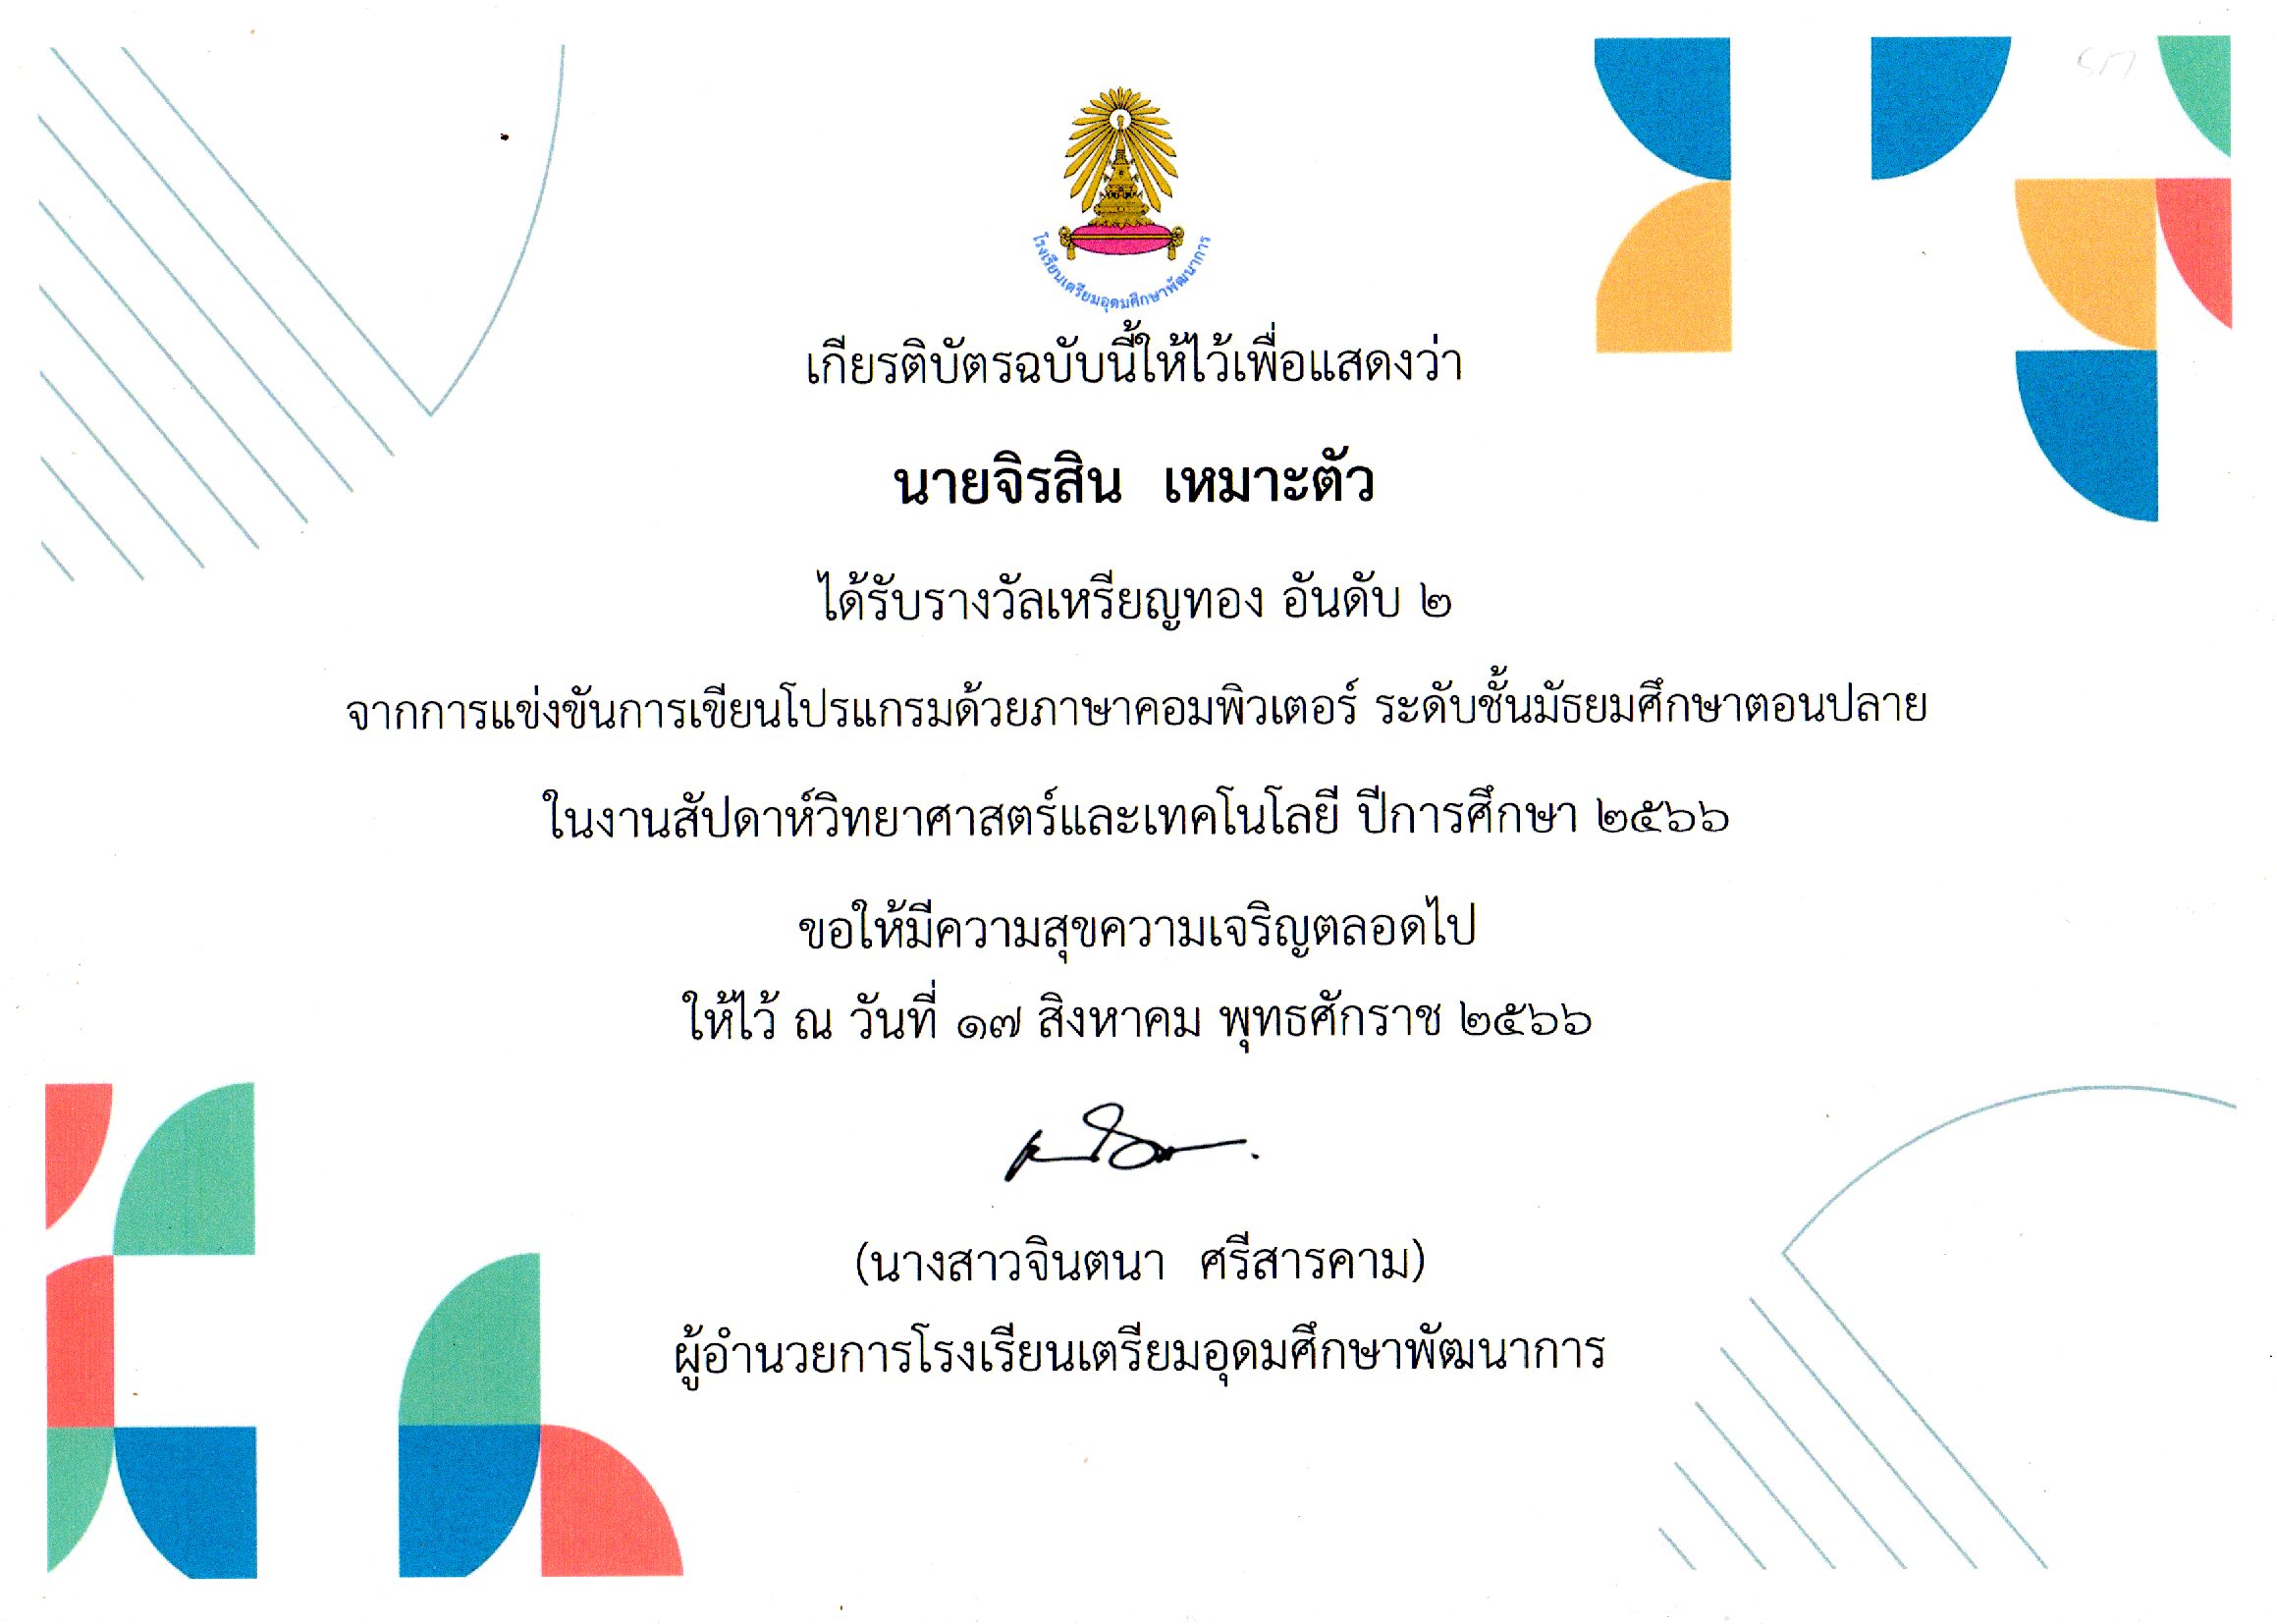 โรงเรียนเตรียมอุดมศึกษาพัฒนาการ
เกียรติบัตรฉบับนี้ให้ไว้เพื่อแสดงว่า
นายจิรสิน เหมาะตัว
ได้รับรางวัลเหรียญทอง อันดับ ๒
จากการแข่งขันการเขียนโปรแกรมด้วยภาษาคอมพิวเตอร์ ระดับชั้นมัธยมศึกษาตอนปลาย
ในงานสัปดาห์วิทยาศาสตร์และเทคโนโลยี ปีการศึกษา ๒๕๖๖
ขอให้มีความสุขความเจริญตลอดไป
ให้ไว้ ณ วันที่ ๑๗ สิงหาคม พุทธศักราช ๒๕๖๖
(นางสาวจินตนา ศรีสารคาม)
ผู้อำนวยการโรงเรียนเตรียมอุดมศึกษาพัฒนาการ